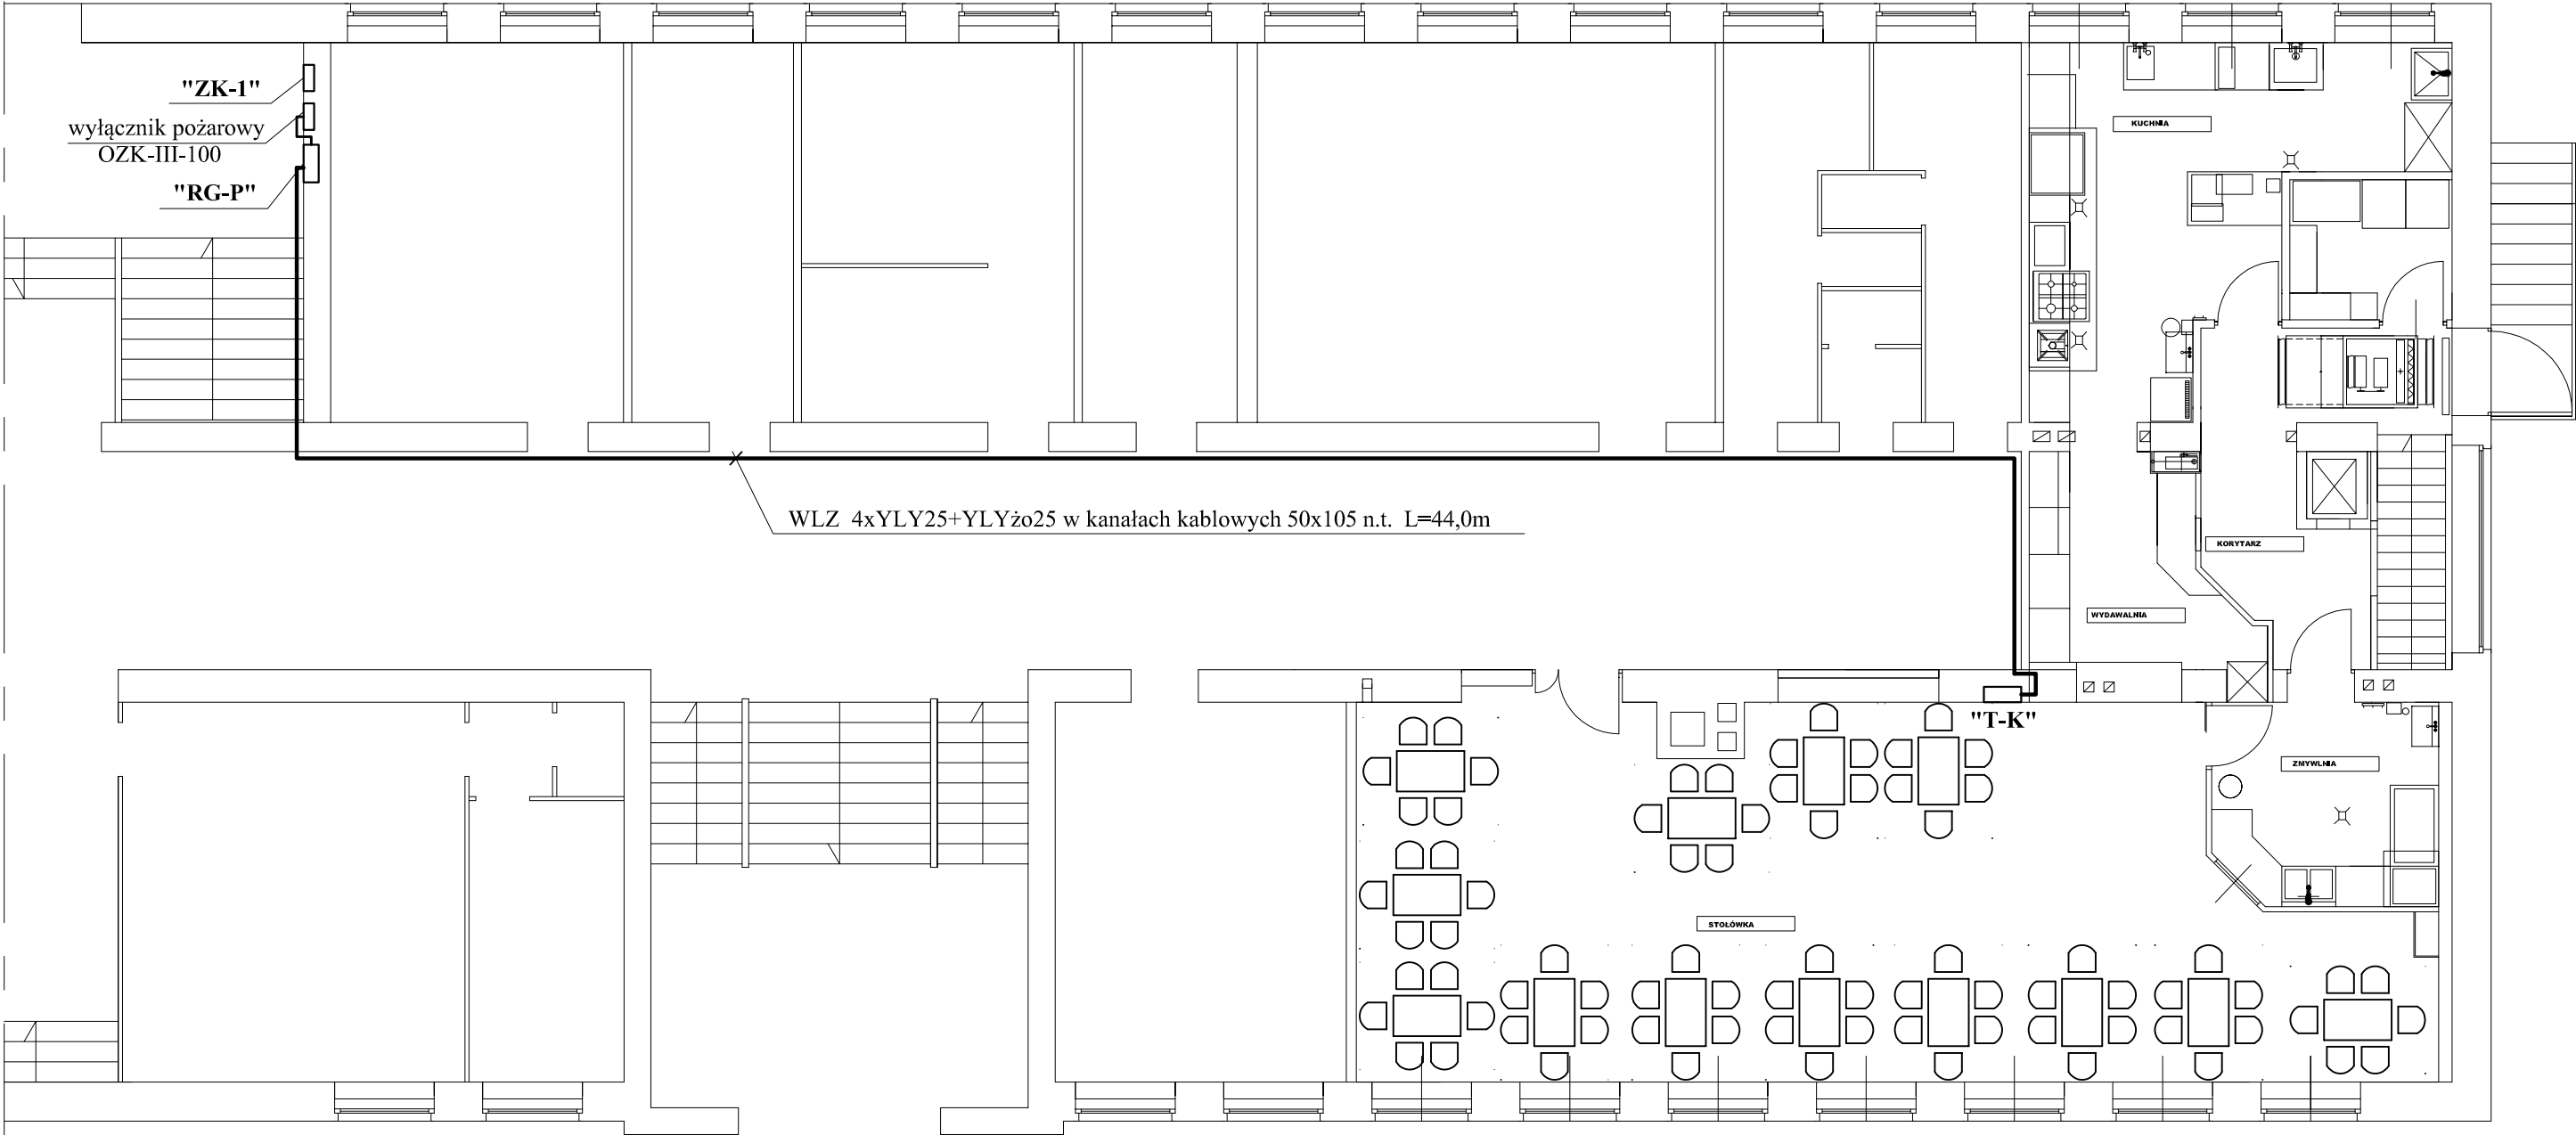 "ZK-1"
wyłącznik pożarowy
OZK-III-100
"RG-P"
KUCHNIA
WLZ 4xYLY25+YLYżo25 w kanałach kablowych 50x105 n.t. L=44,0m
KORYTARZ
WYDAWALNIA
"T-K"
ZMYWLNIA
STOŁÓWKA